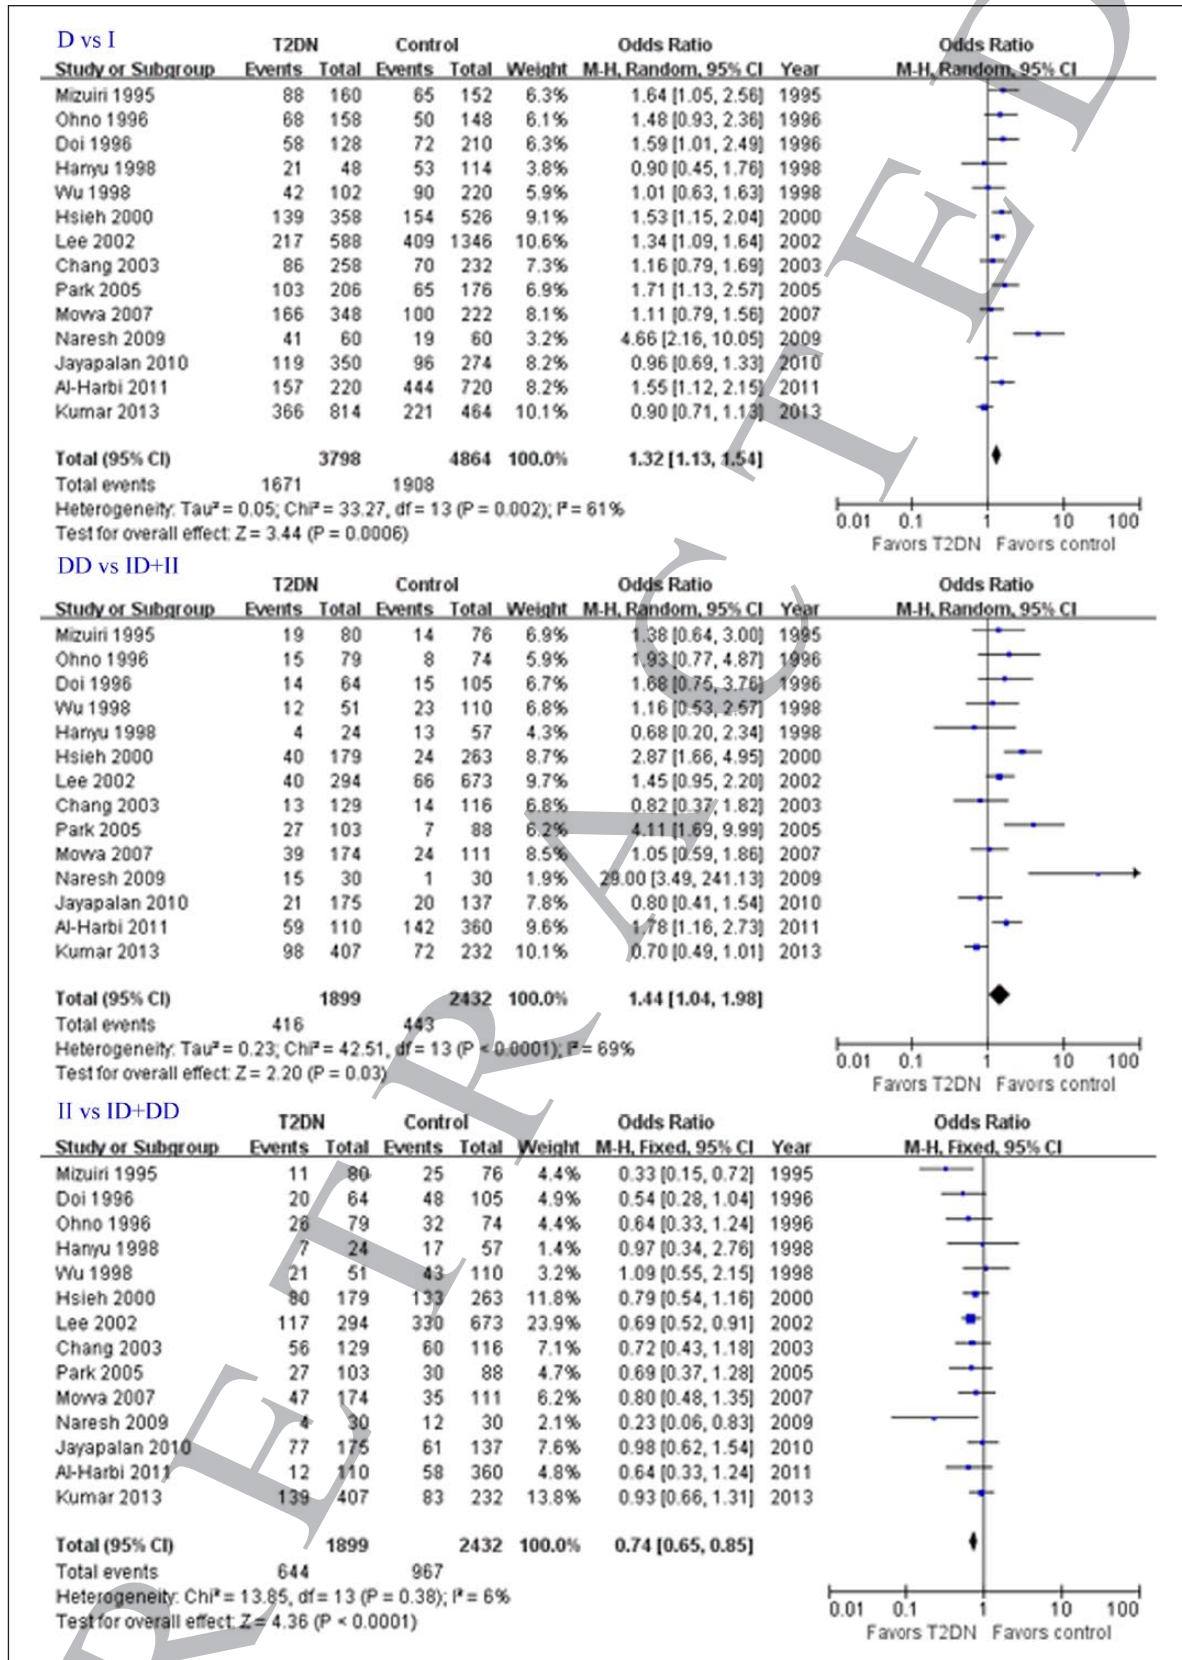 D vs I
T2DN Control Odds Ratio Odds Ratio
Study or Subgroup Events Total Events Total Weight M-H, Random, 95% CI Year M-H, Random, 95% CI
Mizuiri 1995 88 160 65 152 6.3% 1.64 [1.05, 2.56] 1995
Ohno 1996 68 158 50 148 6.1% 1.48 [0.93, 2.36] 1996
Doi 1996 58 128 72 210 6.3% 1.59 [1.01, 2.49] 1996
Hanyu 1998 21 48 53 114 3.8% 0.90 [0.45, 1.76] 1998
Wu 1998 42 102 90 220 5.9% 1.01 [0.63, 1.63] 1998
Hsieh 2000 139 358 154 526 9.1% 1.53 [1.15, 2.04] 2000
Lee 2002 217 588 409 1346 10.6% 1.34 [1.09, 1.64] 2002
Chang 2003 86 258 70 232 7.3% 1.16 [0.79, 1.69] 2003
Park 2005 103 206 65 176 6.9% 1.71 [1.13, 2.57] 2005
Movva 2007 166 348 100 222 8.1% 1.11 [0.79, 1.56] 2007
Naresh 2009 41 60 19 60 3.2% 4.66 [2.16, 10.05] 2009
Jayapalan 2010 119 350 96 274 8.2% 0.96 [0.69, 1.33] 2010
Al-Harbi 2011 157 220 444 720 8.2% 1.55 [1.12, 2.15] 2011
Kumar 2013 366 814 221 464 10.1% 0.90 [0.71, 1.13] 2013
Total (95% CI) 3798 4864 100.0% 1.32 [1.13, 1.54]
Total events 1671 1908
Heterogeneity: Tau² = 0.05; Chi² = 33.27, df = 13 (P = 0.002); I² = 61%
Test for overall effect: Z = 3.44 (P = 0.0006)
0.01 0.1 1 10 100
Favors T2DN Favors control
DD vs ID+II
T2DN Control Odds Ratio Odds Ratio
Study or Subgroup Events Total Events Total Weight M-H, Random, 95% CI Year M-H, Random, 95% CI
Mizuiri 1995 19 80 14 76 6.9% 1.38 [0.64, 3.00] 1995
Ohno 1996 15 79 8 74 5.9% 1.93 [0.77, 4.87] 1996
Doi 1996 14 64 15 105 6.7% 1.68 [0.75, 3.76] 1996
Wu 1998 12 51 23 110 6.8% 1.16 [0.53, 2.57] 1998
Hanyu 1998 4 24 13 57 4.3% 0.68 [0.20, 2.34] 1998
Hsieh 2000 40 179 24 263 8.7% 2.87 [1.66, 4.95] 2000
Lee 2002 40 294 66 673 9.7% 1.45 [0.95, 2.20] 2002
Chang 2003 13 129 14 116 6.8% 0.82 [0.37, 1.82] 2003
Park 2005 27 103 7 88 6.2% 4.11 [1.69, 9.99] 2005
Movva 2007 39 174 24 111 8.5% 1.05 [0.59, 1.86] 2007
Naresh 2009 15 30 1 30 1.9% 29.00 [3.49, 241.13] 2009
Jayapalan 2010 21 175 20 137 7.8% 0.80 [0.41, 1.54] 2010
Al-Harbi 2011 59 110 142 360 9.6% 1.78 [1.16, 2.73] 2011
Kumar 2013 98 407 72 232 10.1% 0.70 [0.49, 1.01] 2013
Total (95% CI) 1899 2432 100.0% 1.44 [1.04, 1.98]
Total events 416 443
Heterogeneity: Tau² = 0.23; Chi² = 42.51, df = 13 (P < 0.0001); I² = 69%
Test for overall effect: Z = 2.20 (P = 0.03)
0.01 0.1 1 10 100
Favors T2DN Favors control
II vs ID+DD
T2DN Control Odds Ratio Odds Ratio
Study or Subgroup Events Total Events Total Weight M-H, Fixed, 95% CI Year M-H, Fixed, 95% CI
Mizuiri 1995 11 80 25 76 4.4% 0.33 [0.15, 0.72] 1995
Doi 1996 20 64 48 105 4.9% 0.54 [0.28, 1.04] 1996
Ohno 1996 26 79 32 74 4.4% 0.64 [0.33, 1.24] 1996
Hanyu 1998 7 24 17 57 1.4% 0.97 [0.34, 2.76] 1998
Wu 1998 21 51 43 110 3.2% 1.09 [0.55, 2.15] 1998
Hsieh 2000 80 179 133 263 11.8% 0.79 [0.54, 1.16] 2000
Lee 2002 117 294 330 673 23.9% 0.69 [0.52, 0.91] 2002
Chang 2003 56 129 60 116 7.1% 0.72 [0.43, 1.18] 2003
Park 2005 27 103 30 88 5.0% 0.69 [0.37, 1.28] 2005
Movva 2007 47 174 35 111 6.2% 0.80 [0.48, 1.35] 2007
Naresh 2009 4 30 12 30 2.1% 0.23 [0.06, 0.83] 2009
Jayapalan 2010 77 175 61 137 7.6% 0.98 [0.62, 1.54] 2010
Al-Harbi 2011 12 110 58 360 4.8% 0.64 [0.33, 1.24] 2011
Kumar 2013 139 407 83 232 13.8% 0.93 [0.66, 1.31] 2013
Total (95% CI) 1899 2432 100.0% 0.74 [0.65, 0.85]
Total events 644 967
Heterogeneity: Chi² = 13.85, df = 13 (P = 0.38); I² = 6%
Test for overall effect: Z = 4.36 (P < 0.0001)
0.01 0.1 1 10 100
Favors T2DN Favors control
RETRACTED